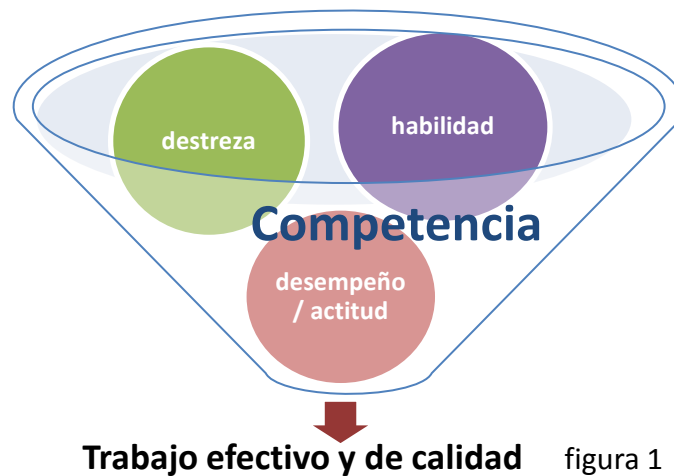 destreza
habilidad
Competencia
desempeño
/ actitud
Trabajo efectivo y de calidad
figura 1